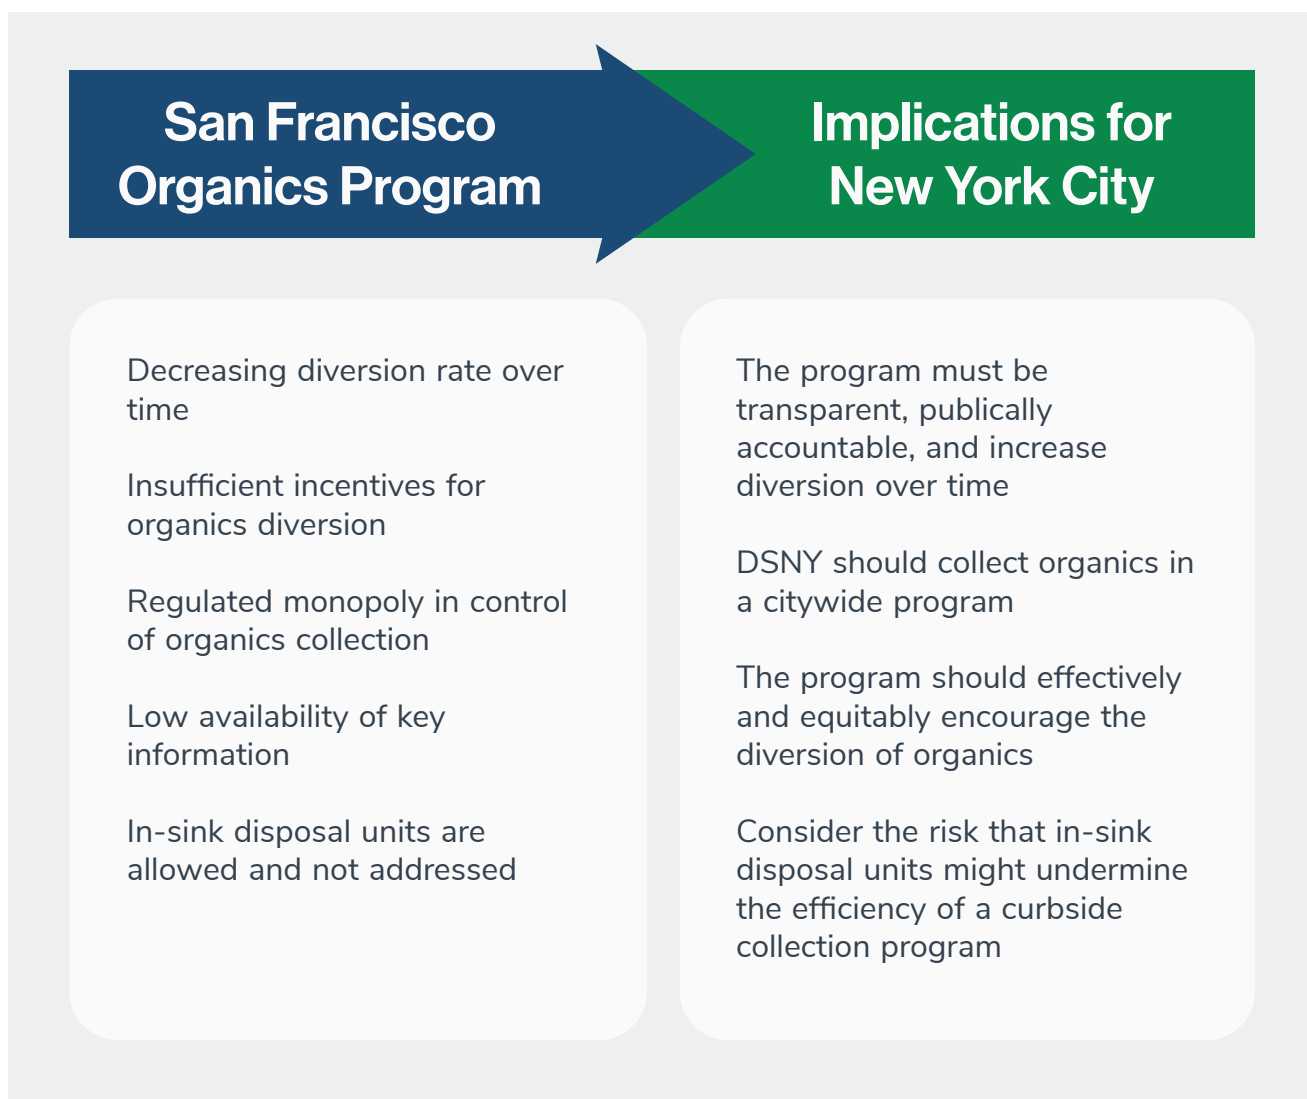 San Francisco
Organics Program
Implications for
New York City
Decreasing diversion rate over
time
Insufficient incentives for
organics diversion
Regulated monopoly in control
of organics collection
Low availability of key
information
In-sink disposal units are
allowed and not addressed
The program must be
transparent, publically
accountable, and increase
diversion over time
DSNY should collect organics in
a citywide program
The program should effectively
and equitably encourage the
diversion of organics
Consider the risk that in-sink
disposal units might undermine
the efficiency of a curbside
collection program